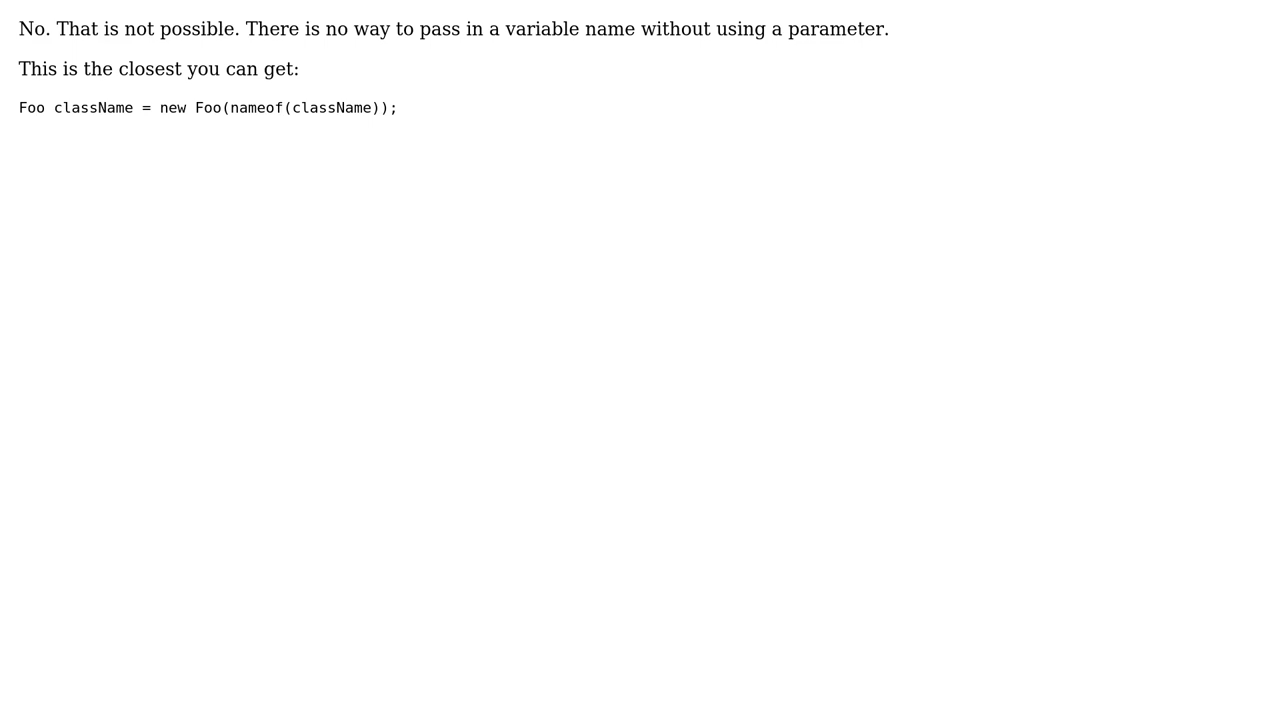 No. That is not possible. There is no way to pass in a variable name without using a parameter.
This is the closest you can get:
Foo className = new Foo(nameof(className));